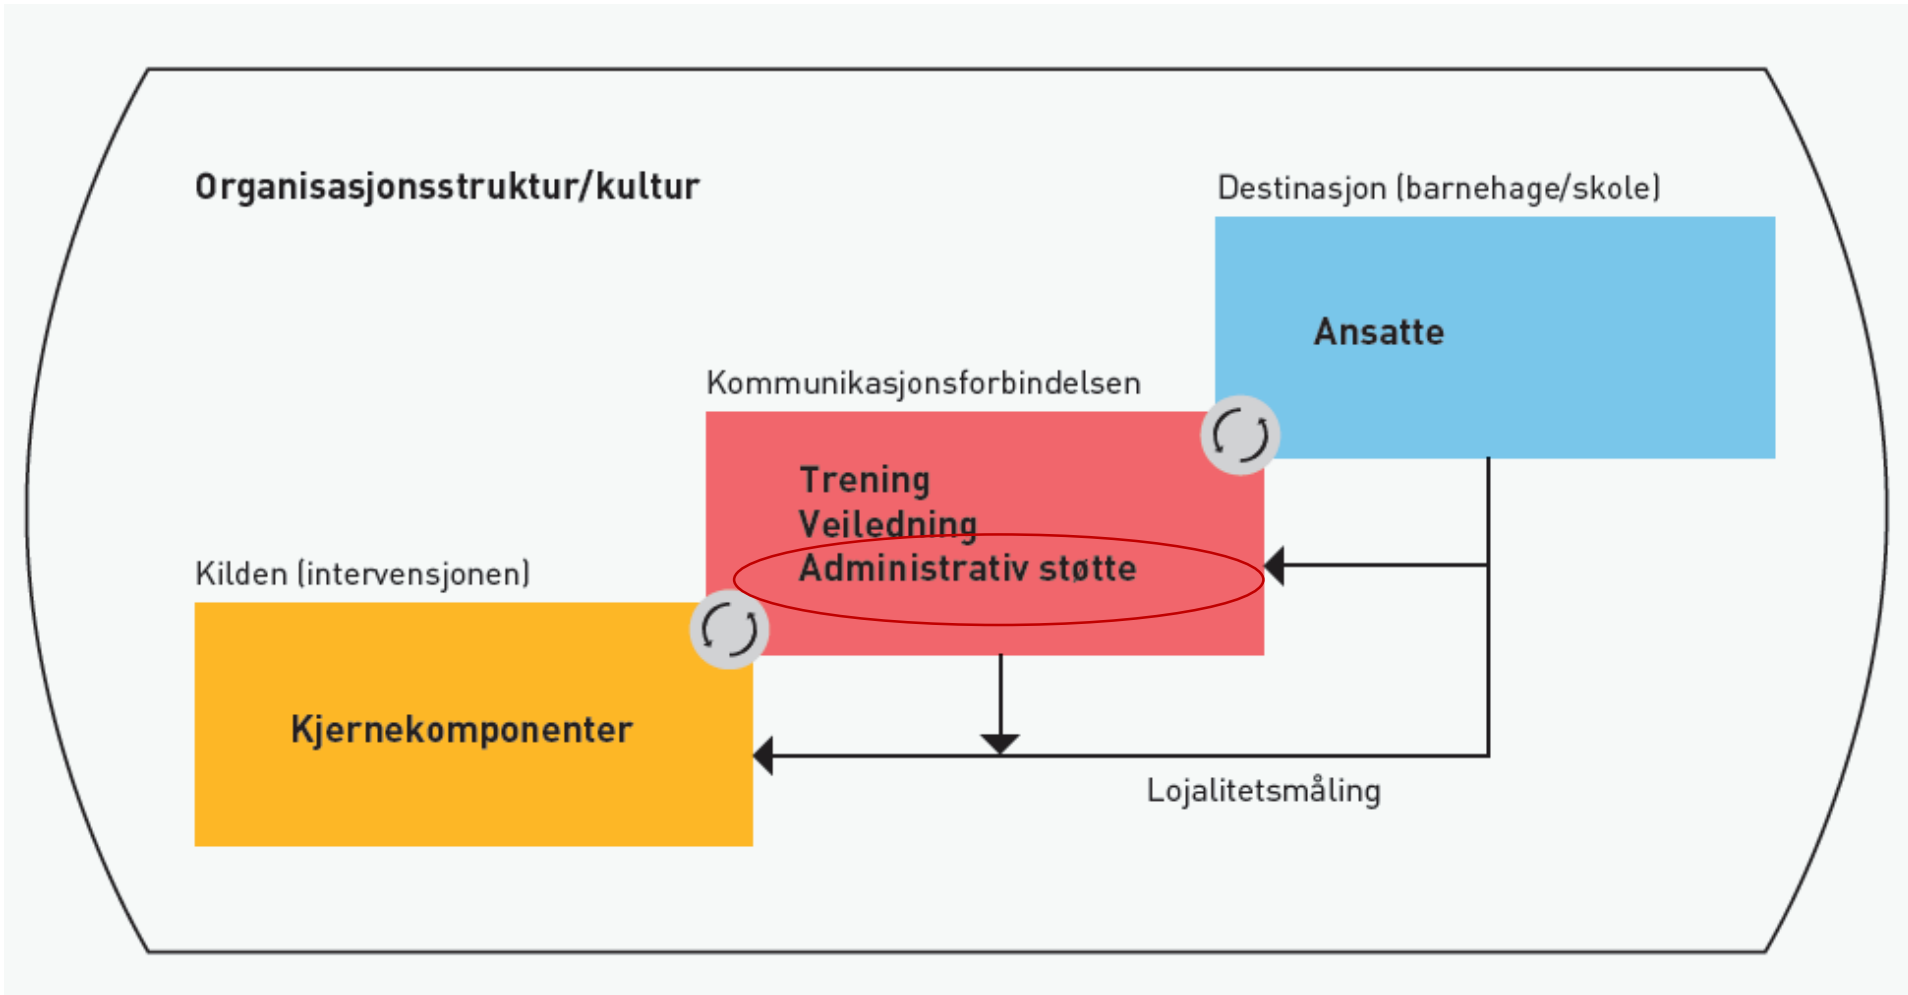 Organisasjonsstruktur/kultur
Destinasjon (barnehage/skole)
Ansatte
Kommunikasjonsforbindelsen
Trening
Veiledning
Administrativ støtte
Kilden (intervensjonen)
Kjernekomponenter
Lojalitetsmåling